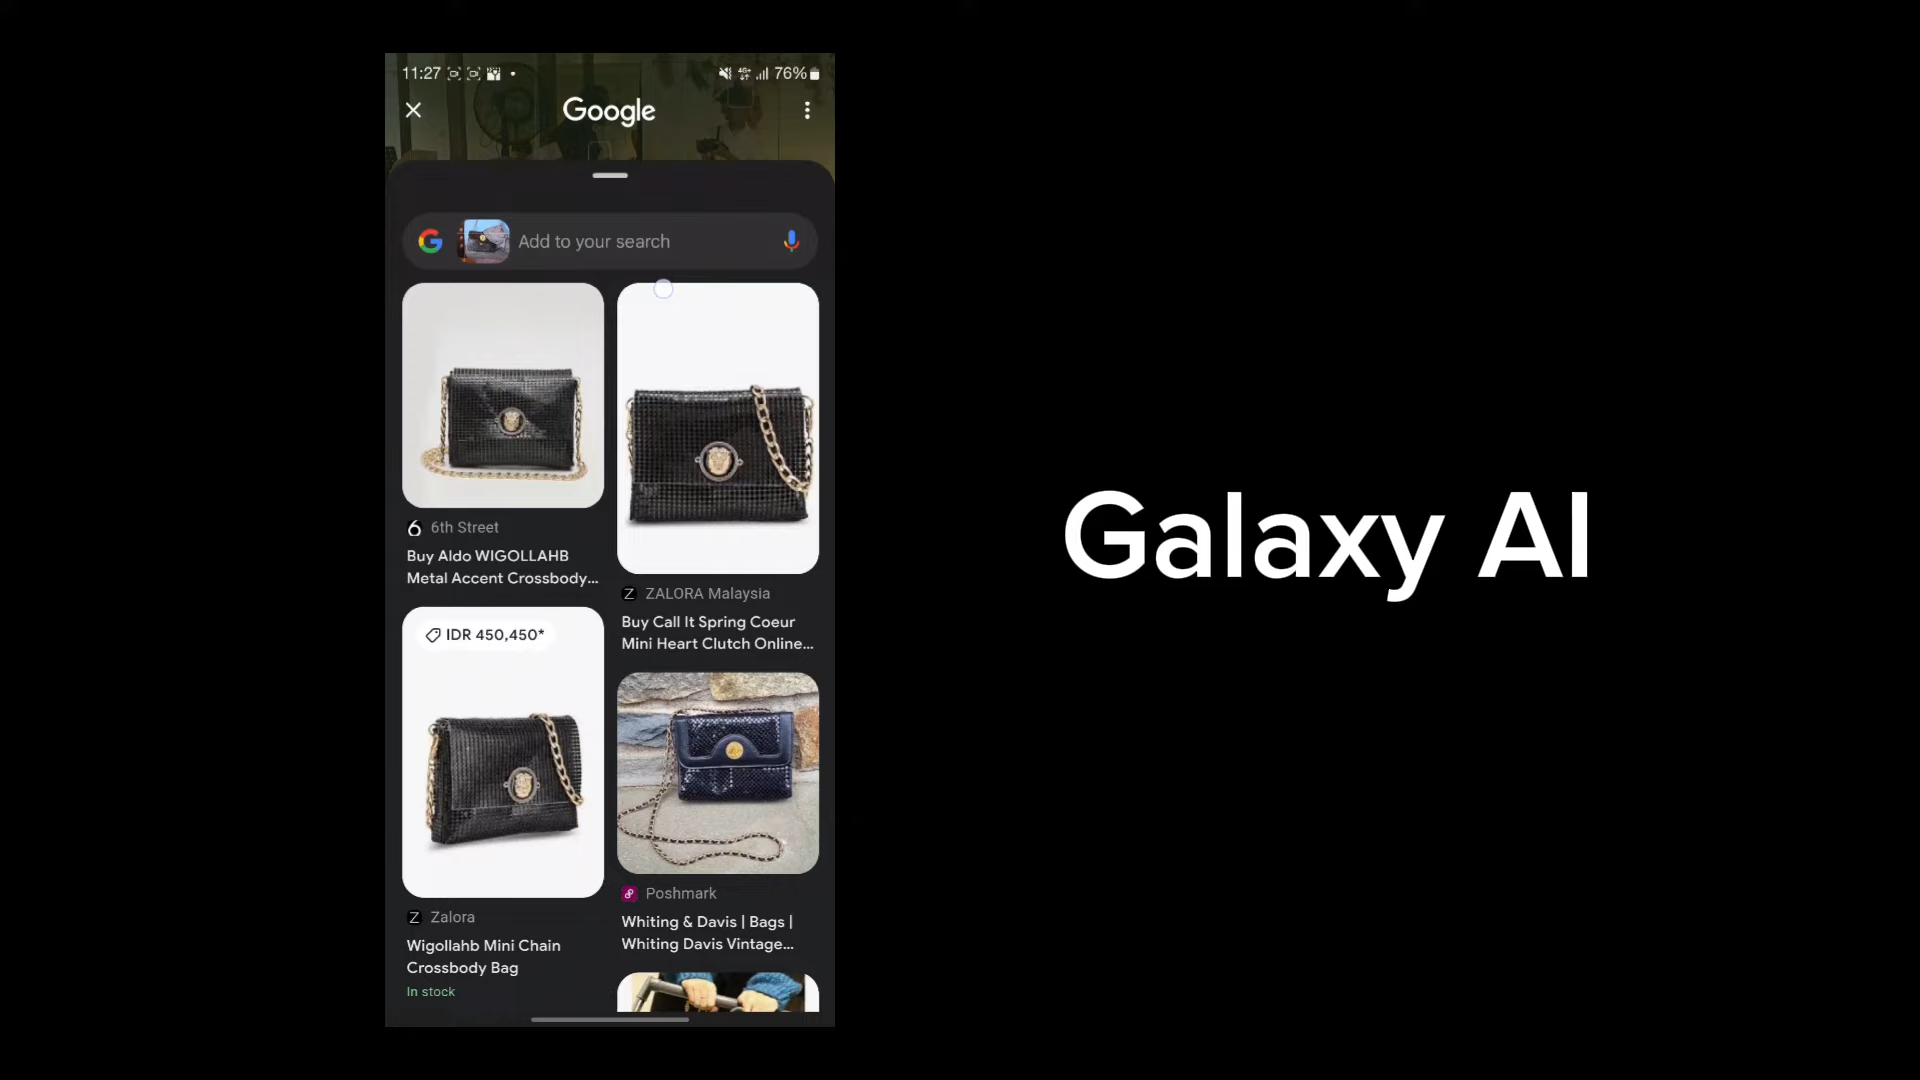 11:27
4G+ 76%
Google
Add to your search
6th Street
Buy Aldo WIGOLLAHB
Metal Accent Crossbody...
ZALORA Malaysia
Buy Call It Spring Coeur
Mini Heart Clutch Online...
IDR 450,450*
Zalora
Wigollahb Mini Chain
Crossbody Bag
In stock
Poshmark
Whiting & Davis | Bags |
Whiting Davis Vintage...
Galaxy AI